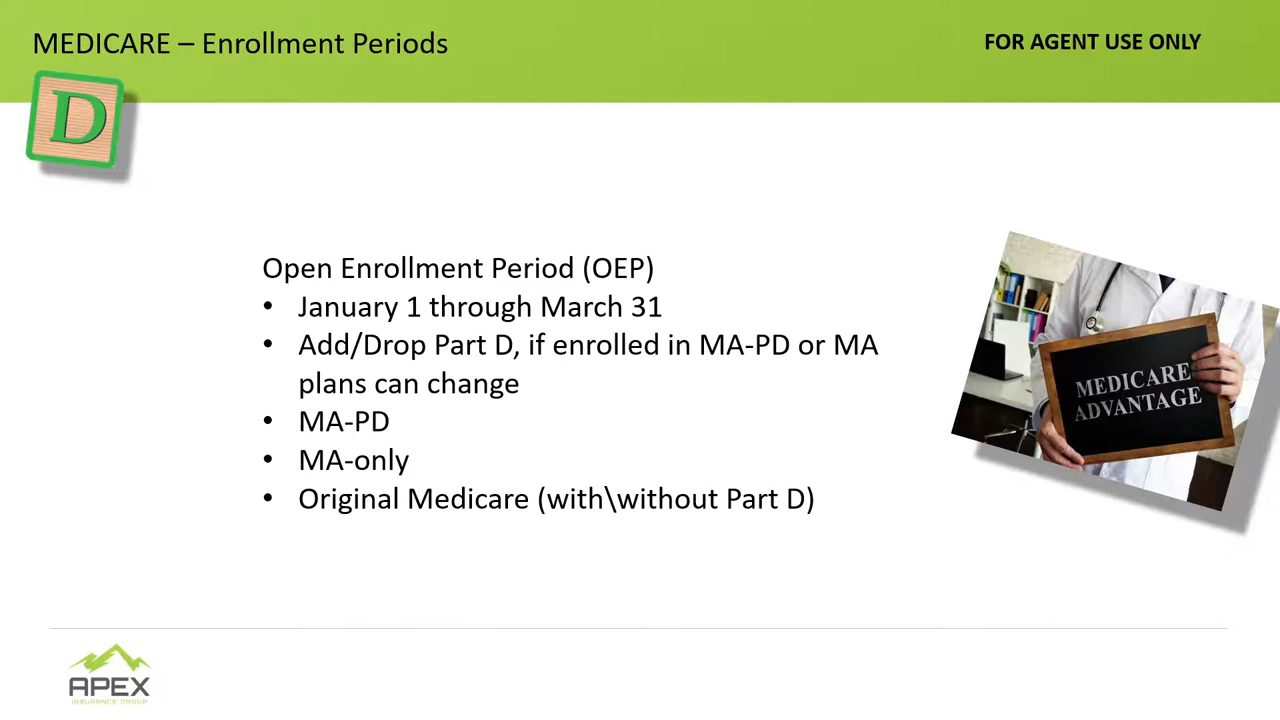 MEDICARE – Enrollment Periods
FOR AGENT USE ONLY
D
Open Enrollment Period (OEP)
• January 1 through March 31
• Add/Drop Part D, if enrolled in MA-PD or MA
plans can change
• MA-PD
• MA-only
• Original Medicare (with\without Part D)
MEDICARE
ADVANTAGE
APEX
INSURANCE GROUP